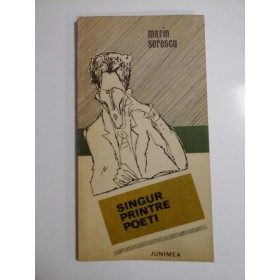 marin
sorescu
SINGUR
PRINTRE
POEȚI
JUNIMEA